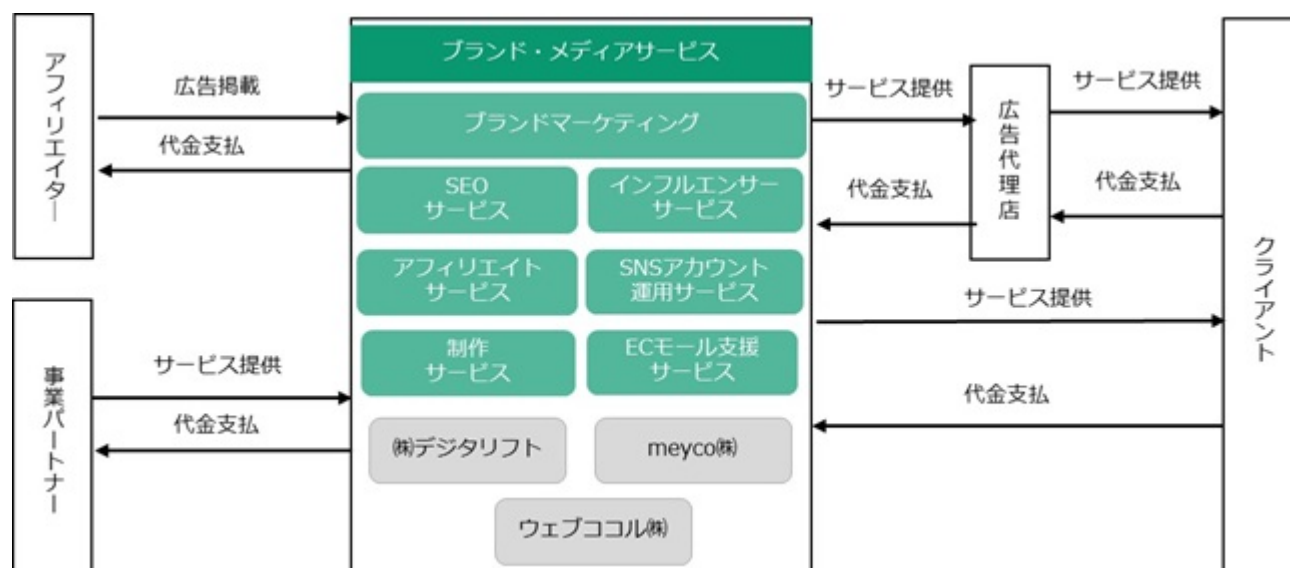 アフィリエイター
広告掲載
代金支払
事業パートナー
サービス提供
代金支払
ブランド・メディアサービス
ブランドマーケティング
SEO
サービス
インフルエンサー
サービス
アフィリエイト
サービス
SNSアカウント
運用サービス
制作
サービス
ECモール支援
サービス
㈱デジタリフト
meyco㈱
ウェブココル㈱
サービス提供
代金支払
広告代理店
サービス提供
代金支払
サービス提供
代金支払
クライアント